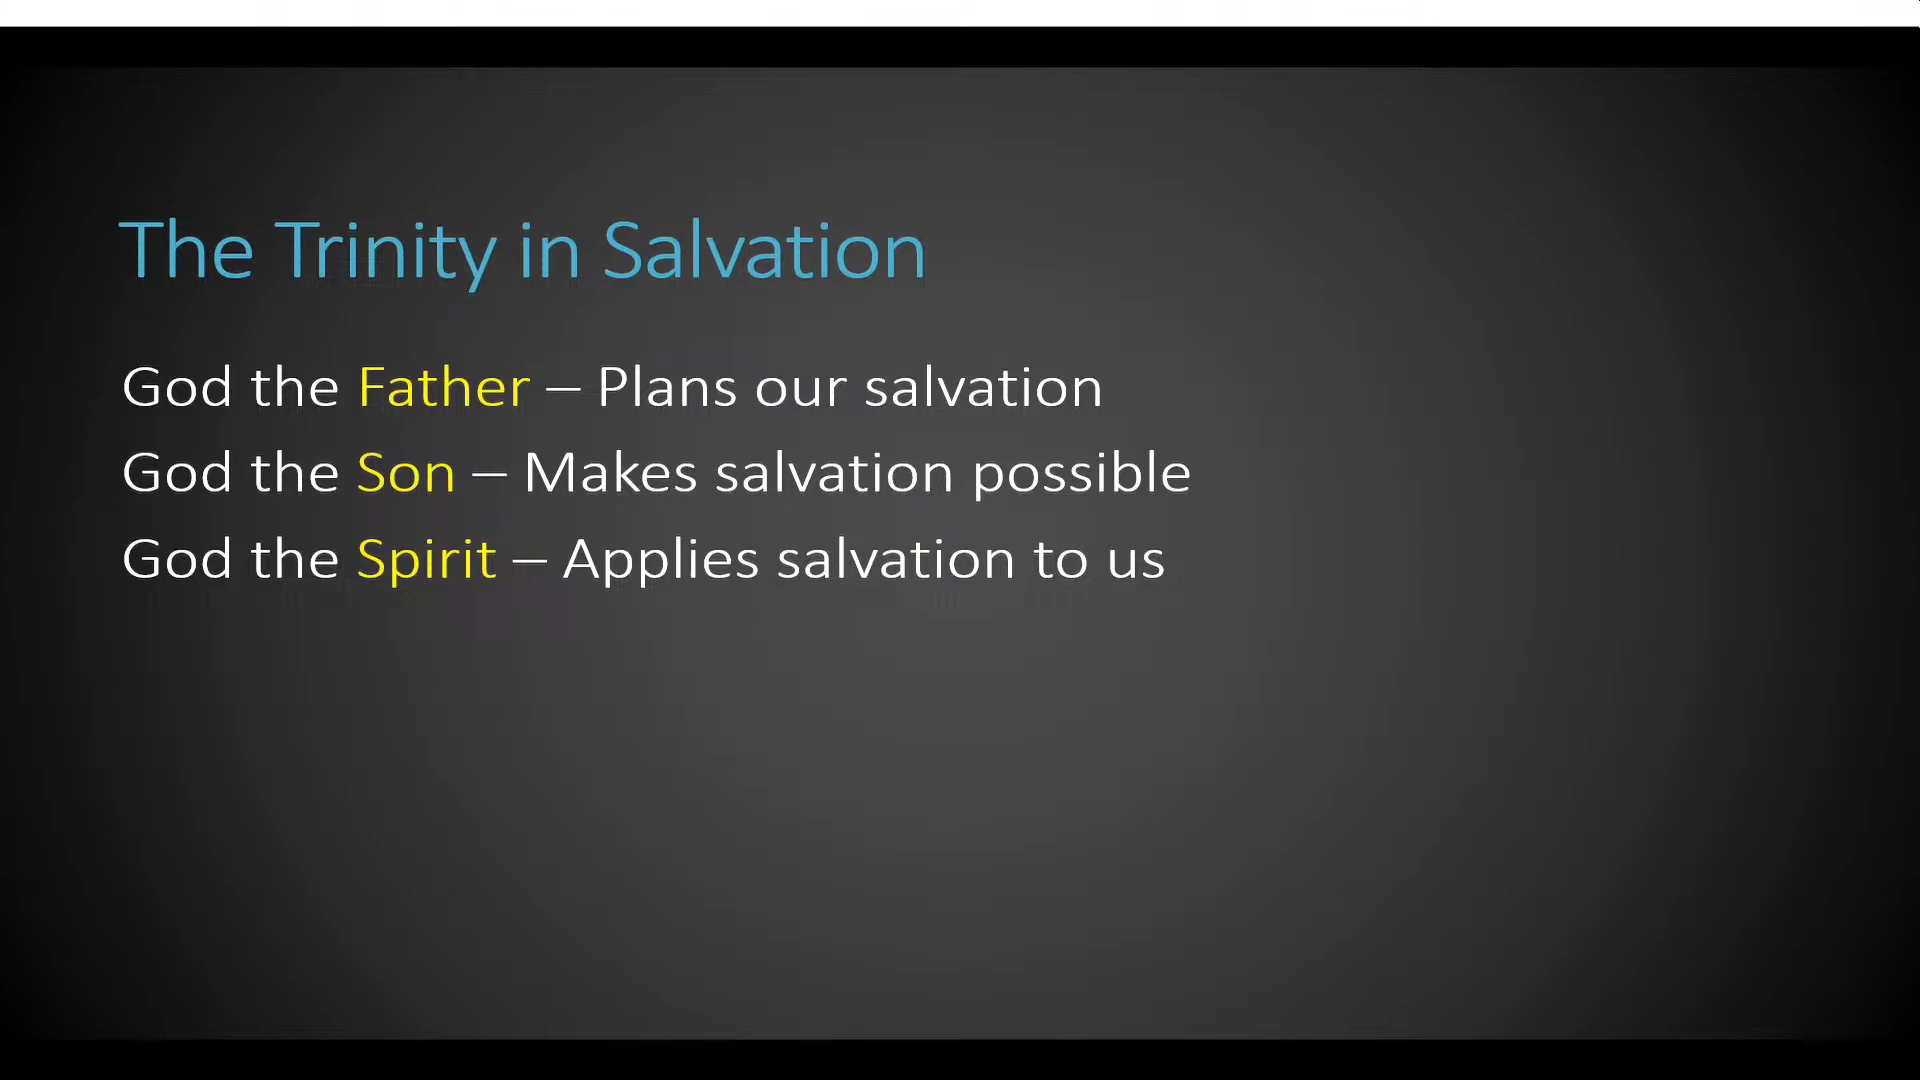 The Trinity in Salvation
God the Father – Plans our salvation
God the Son – Makes salvation possible
God the Spirit – Applies salvation to us